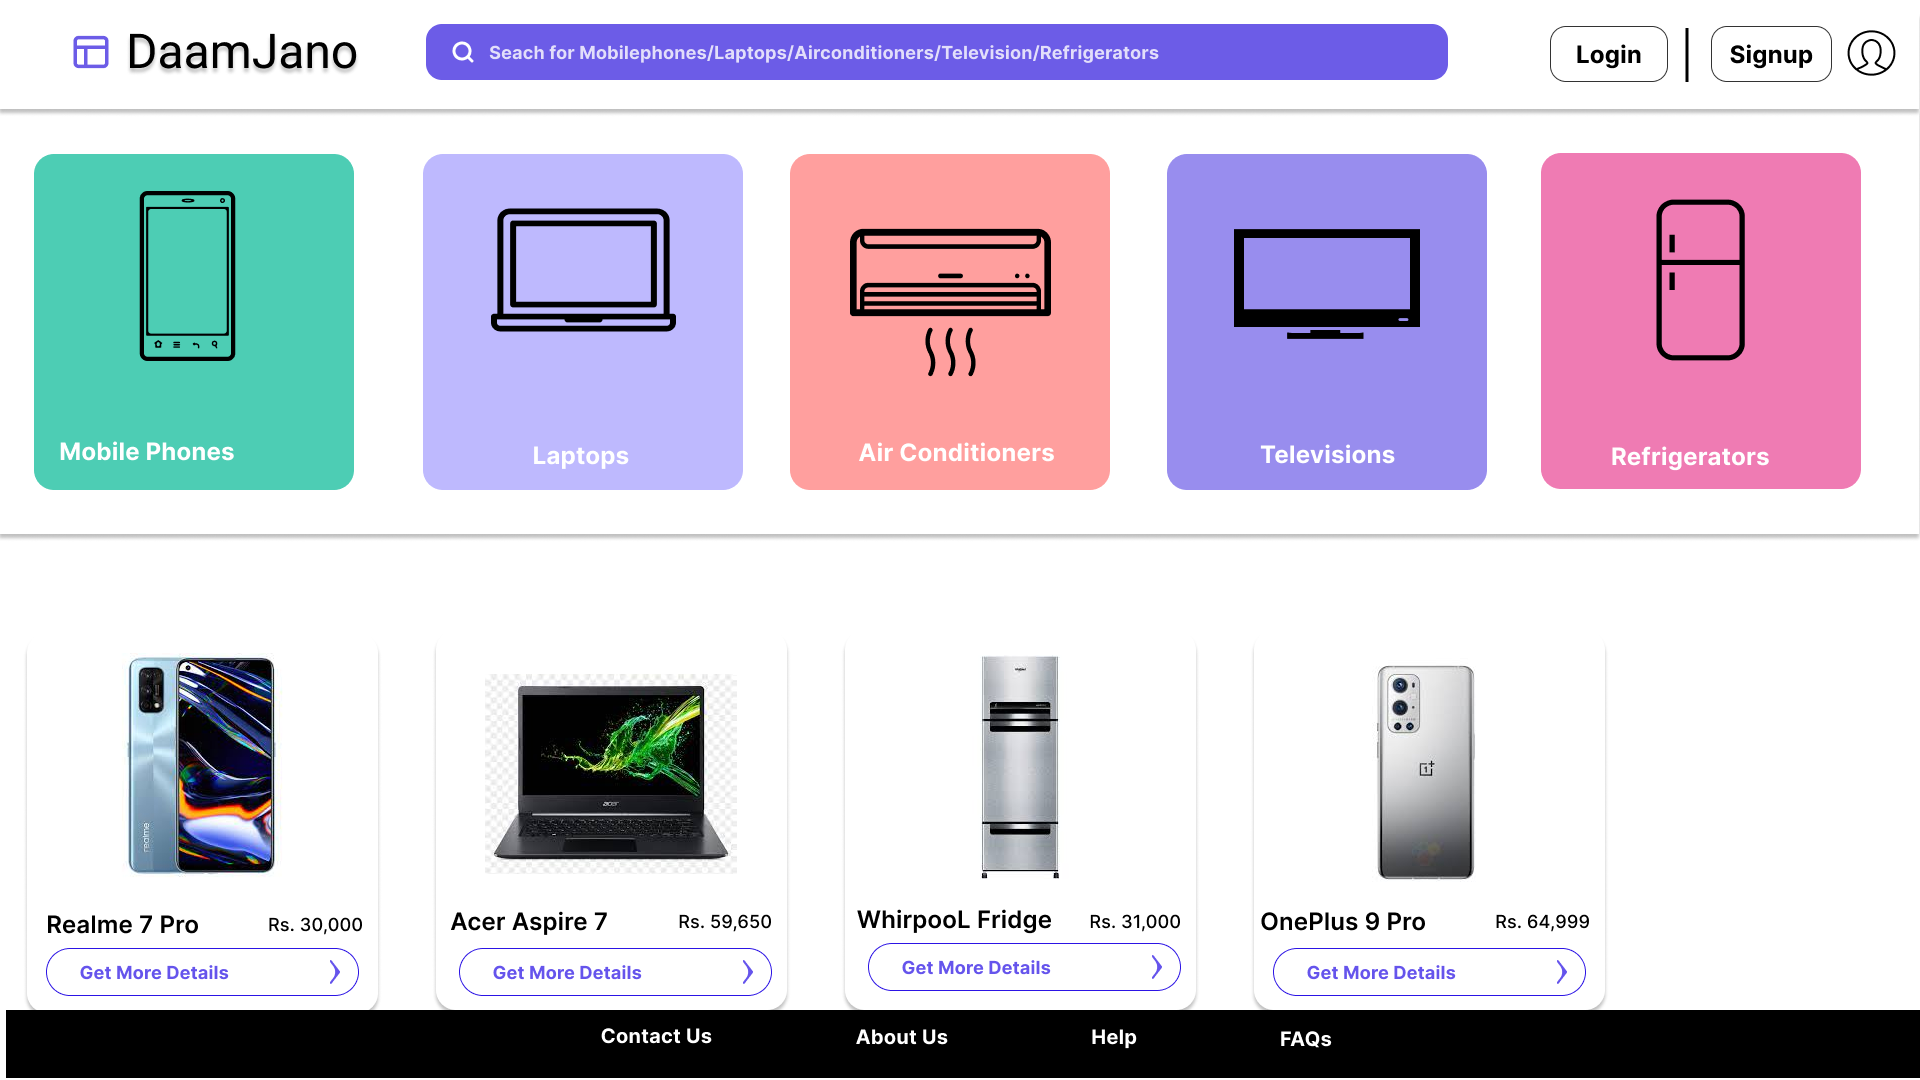 DaamJano
Seach for Mobilephones/Laptops/Airconditioners/Television/Refrigerators
Login
Signup
Mobile Phones
Laptops
Air Conditioners
Televisions
Refrigerators
realme
acer
Realme 7 Pro
Rs. 30,000
Acer Aspire 7
Rs. 59,650
WhirpooL Fridge
Rs. 31,000
OnePlus 9 Pro
Rs. 64,999
Get More Details
Get More Details
Get More Details
Get More Details
Contact Us
About Us
Help
FAQs